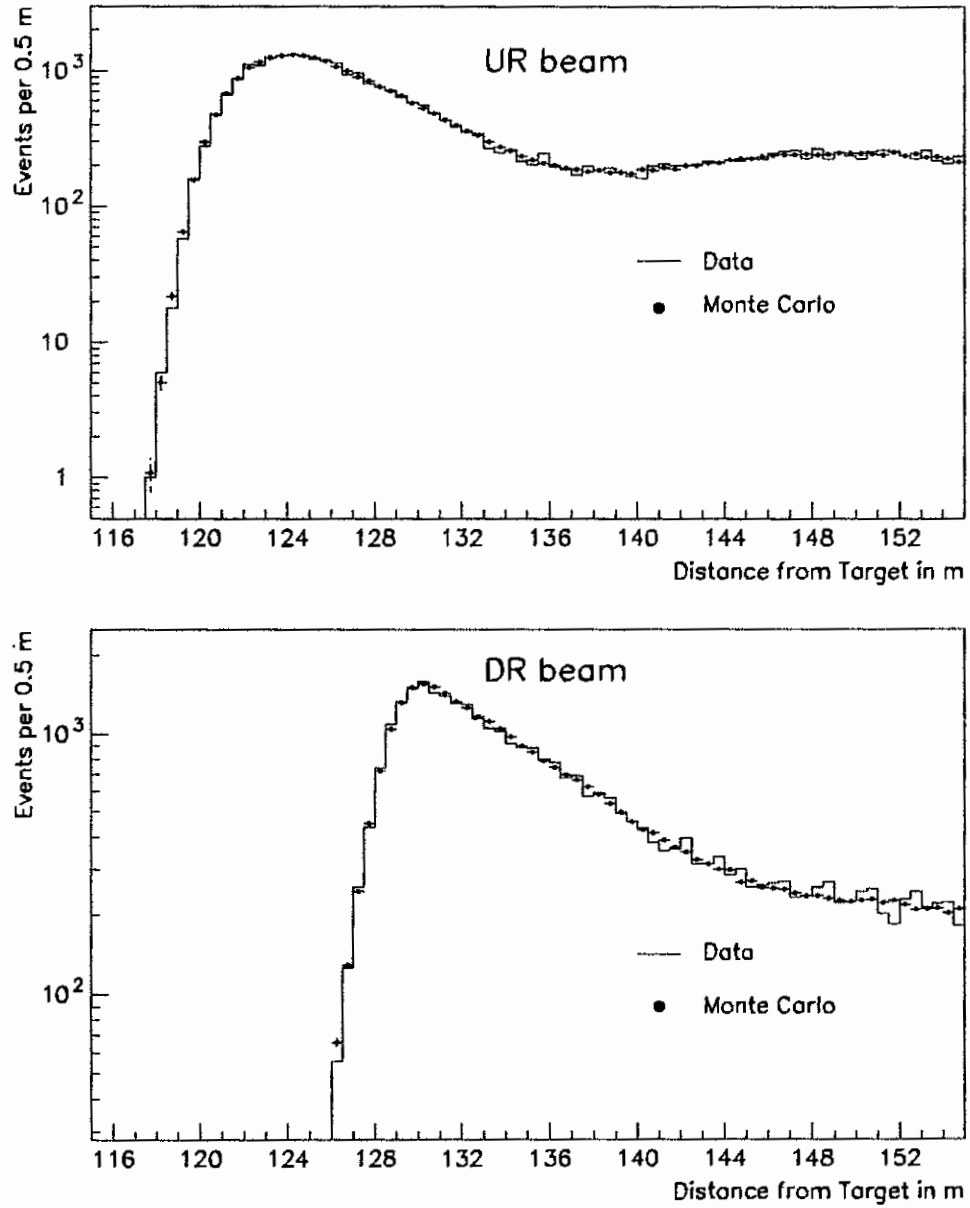 Events per 0.5 m
UR beam
10³
10²
10
1
Data
Monte Carlo
116 120 124 128 132 136 140 144 148 152
Distance from Target in m
Events per 0.5 m
DR beam
10³
10²
Data
Monte Carlo
116 120 124 128 132 136 140 144 148 152
Distance from Target in m